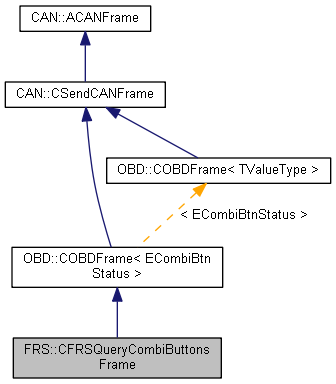 CAN::ACANFrame
CAN::CSendCANFrame
OBD::COBDFrame< TValueType >
< ECombiBtnStatus >
OBD::COBDFrame< ECombiBtn
Status >
FRS::CFRSQueryCombiButtons
Frame